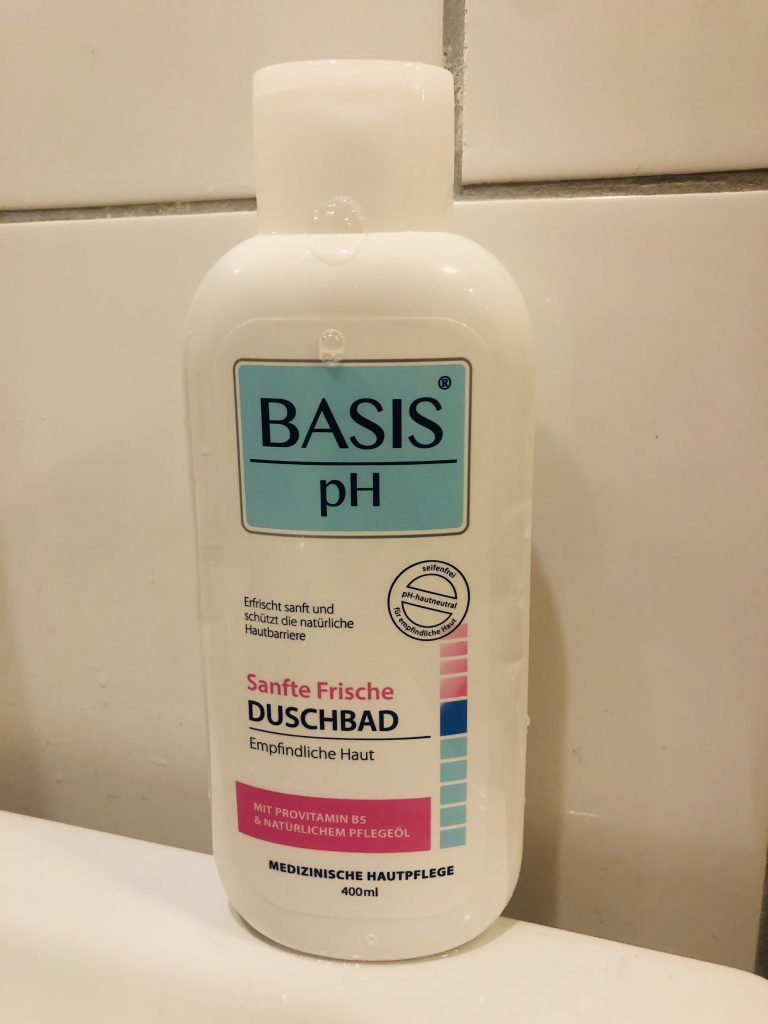 BASIS®
pH
seifenfrei
pH-hautneutral
für empfindliche Haut
Erfrischt sanft und
schützt die natürliche
Hautbarriere
Sanfte Frische
DUSCHBAD
Empfindliche Haut
MIT PROVITAMIN B5
& NATÜRLICHEM PFLEGEÖL
MEDIZINISCHE HAUTPFLEGE
400ml